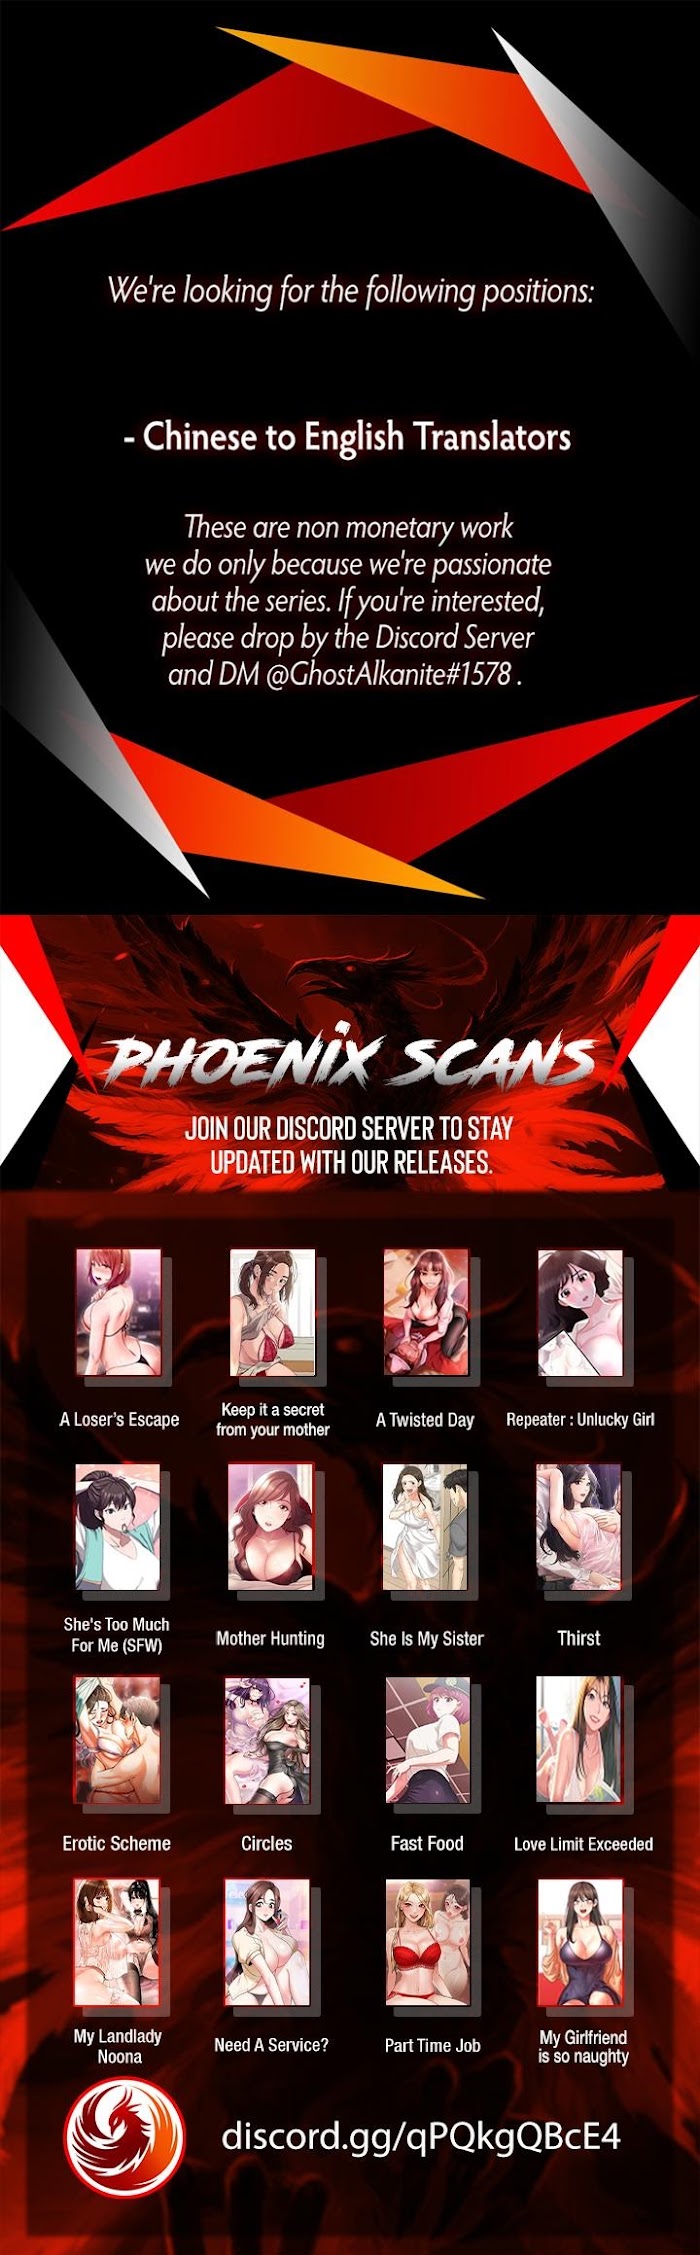 We're looking for the following positions:
- Chinese to English Translators
These are non monetary work
we do only because we're passionate
about the series. If you're interested,
please drop by the Discord Server
and DM @GhostAlkanite#1578 .
PHOENIX SCANS
JOIN OUR DISCORD SERVER TO STAY
UPDATED WITH OUR RELEASES.
A Loser's Escape
Keep it a secret
from your mother
A Twisted Day
Repeater : Unlucky Girl
She's Too Much
For Me (SFW)
Mother Hunting
She Is My Sister
Thirst
Erotic Scheme
Circles
Fast Food
Love Limit Exceeded
My Landlady
Noona
Need A Service?
Part Time Job
My Girlfriend
is so naughty
discord.gg/qPQkgQBcE4